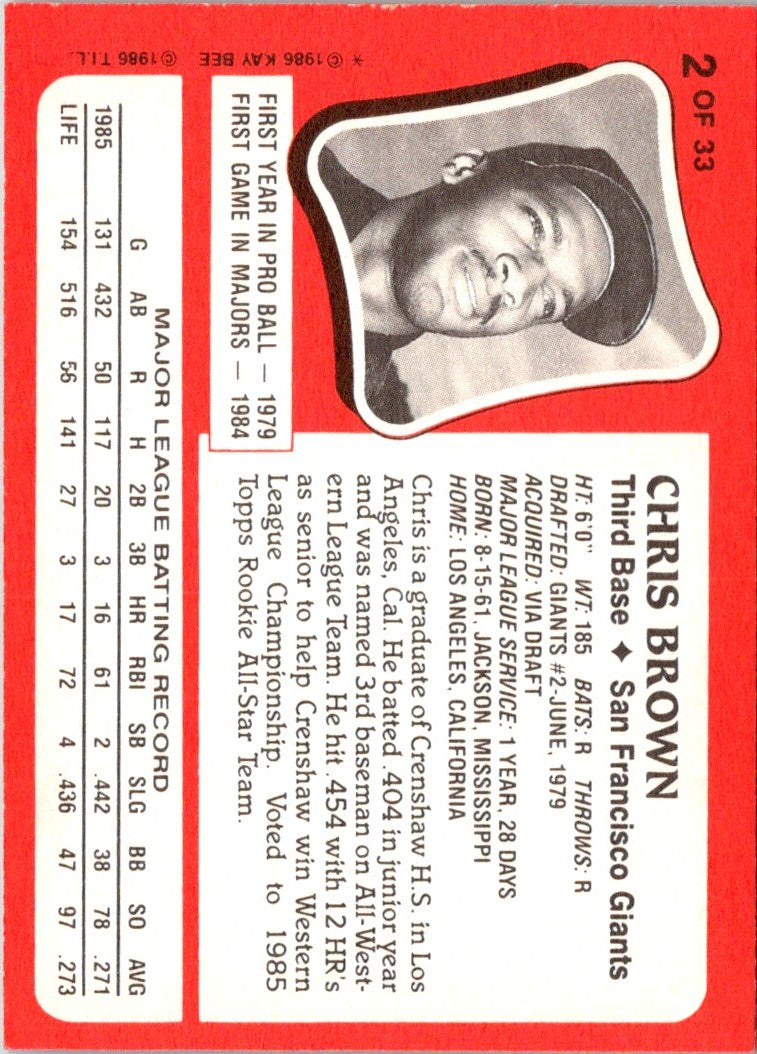 2 OF 33
CHRIS BROWN
Third Base ♦ San Francisco Giants
HT: 6'0" WT: 185 BATS: R THROWS: R
DRAFTED: GIANTS #2-JUNE, 1979
ACQUIRED: VIA DRAFT
MAJOR LEAGUE SERVICE: 1 YEAR, 28 DAYS
BORN: 8-15-61, JACKSON, MISSISSIPPI
HOME: LOS ANGELES, CALIFORNIA
Chris is a graduate of Crenshaw H.S. in Los
Angeles, Cal. He batted .404 in junior year
and was named 3rd baseman on All-West-
ern League Team. He hit .454 with 12 HR's
as senior to help Crenshaw win Western
League Championship. Voted to 1985
Topps Rookie All-Star Team.
FIRST YEAR IN PRO BALL — 1979
FIRST GAME IN MAJORS — 1984
MAJOR LEAGUE BATTING RECORD
G AB R H 2B 3B HR RBI SB SLG BB SO AVG
1985 131 432 50 117 20 3 16 61 2 .442 38 78 .271
LIFE 154 516 56 141 27 3 17 72 4 .436 47 97 .273
* © 1986 KAY BEE © 1986 T.I.L.